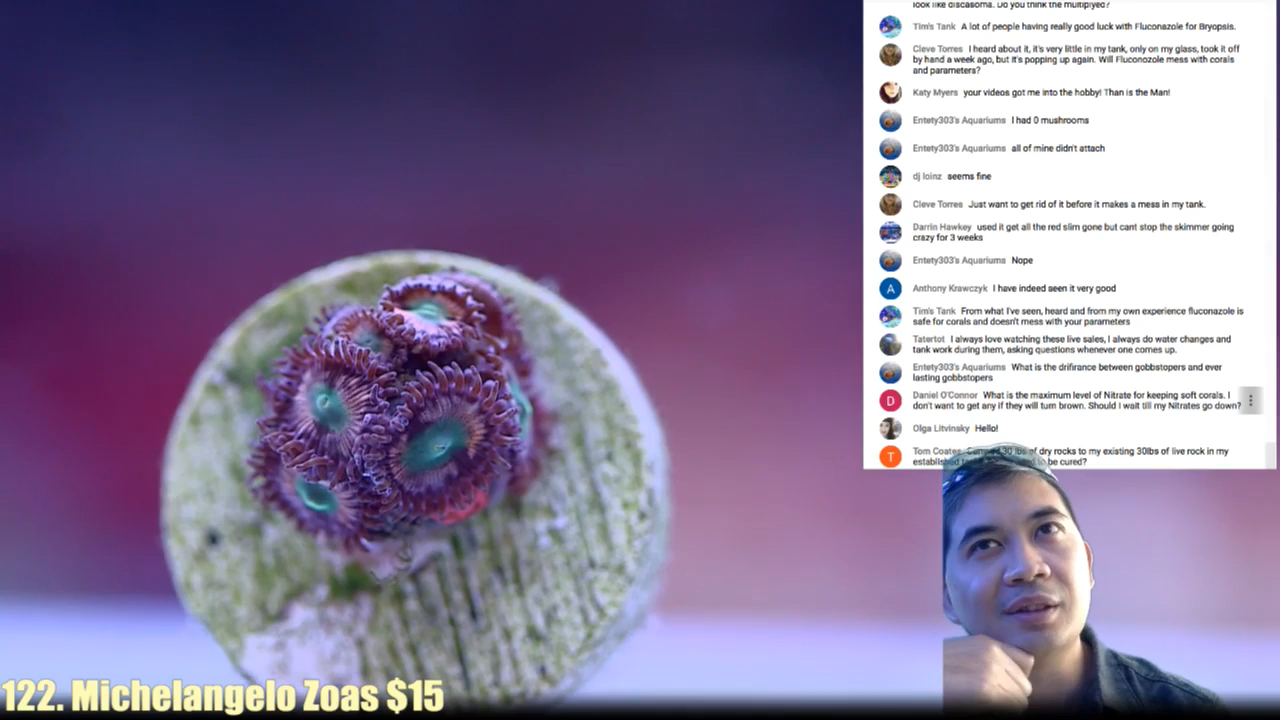 look like discasoma. Do you think the multiplyed?
Tim's Tank A lot of people having really good luck with Fluconazole for Bryopsis.
Cleve Torres I heard about it, it's very little in my tank, only on my glass, took it off
by hand a week ago, but it's popping up again. Will Fluconozole mess with corals
and parameters?
Katy Myers your videos got me into the hobby! Than is the Man!
Entety303's Aquariums I had 0 mushrooms
Entety303's Aquariums all of mine didn't attach
dj loinz seems fine
Cleve Torres Just want to get rid of it before it makes a mess in my tank.
Darrin Hawkey used it get all the red slim gone but cant stop the skimmer going
crazy for 3 weeks
Entety303's Aquariums Nope
A
Anthony Krawczyk I have indeed seen it very good
Tim's Tank From what I've seen, heard and from my own experience fluconazole is
safe for corals and doesn't mess with your parameters
Tatertot I always love watching these live sales, I always do water changes and
tank work during them, asking questions whenever one comes up.
Entety303's Aquariums What is the drifirance between gobbstopers and ever
lasting gobbstopers
D
Daniel O'Connor What is the maximum level of Nitrate for keeping soft corals. I
don't want to get any if they will turn brown. Should I wait till my Nitrates go down?
Olga Litvinsky Hello!
T
Tom Coates 30 lbs of dry rocks to my existing 30lbs of live rock in my
established to be cured?
122. Michelangelo Zoas $15